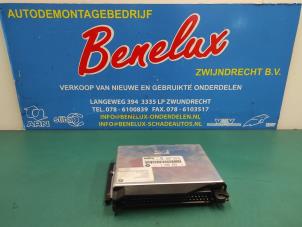 AUTODEMONTAGEBEDRIJF
Benelux
ZWIJNDRECHT B.V.
VERKOOP VAN NIEUWE EN GEBRUIKTE ONDERDELEN
LANGEWEG 394 3335 LP ZWIJNDRECHT
TEL. 078 - 6100839 FAX. 078 - 6103517
INFO@BENELUX-ONDERDELEN.NL
INFO@BENELUX-SCHADEAUTOS.NL
ARN